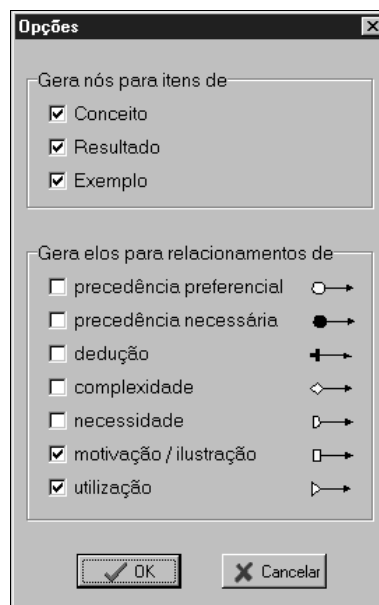 Opções
Gera nós para itens de
Conceito
Resultado
Exemplo
Gera elos para relacionamentos de
precedência preferencial
precedência necessária
dedução
complexidade
necessidade
motivação / ilustração
utilização
OK Cancelar